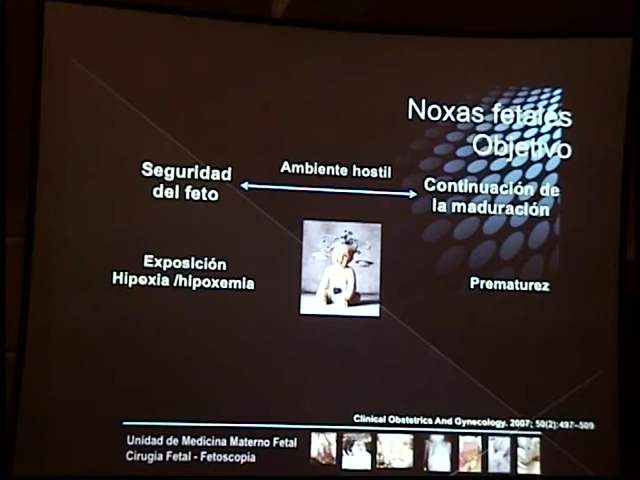 Noxas fetales
Objetivo
Seguridad
del feto
Ambiente hostil
Continuación de
la maduración
Exposición
Hipoxia /hipoxemia
Prematurez
Clinical Obstetrics And Gynecology. 2007; 50(2):497-509
Unidad de Medicina Materno Fetal
Cirugía Fetal - Fetoscopia